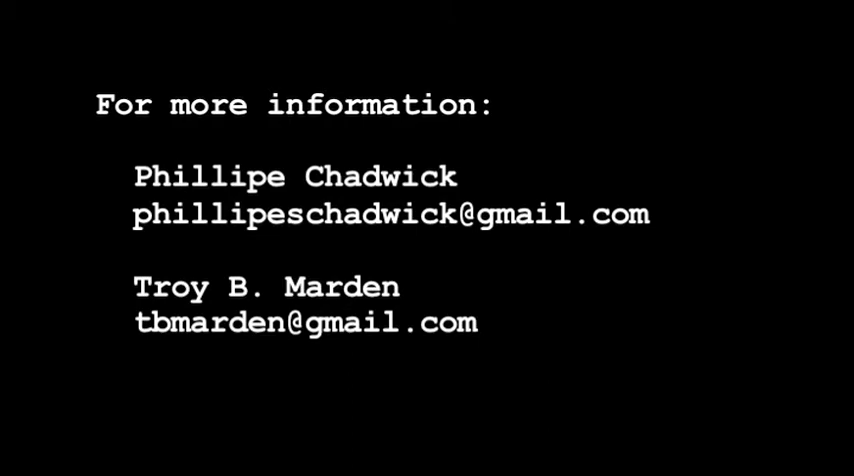 For more information:
Phillipe Chadwick
phillipeschadwick@gmail.com
Troy B. Marden
tbmarden@gmail.com